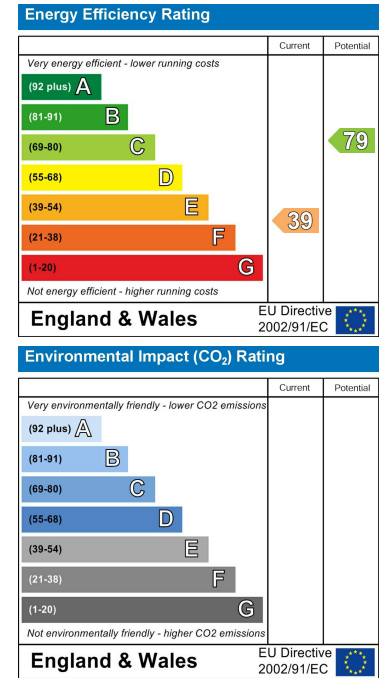 Energy Efficiency Rating
Current Potential
Very energy efficient - lower running costs
(92 plus) A
(81-91) B
79
(69-80) C
(55-68) D
(39-54) E
39
(21-38) F
(1-20) G
Not energy efficient - higher running costs
England & Wales
EU Directive
2002/91/EC
Environmental Impact (CO₂) Rating
Current Potential
Very environmentally friendly - lower CO2 emissions
(92 plus) A
(81-91) B
(69-80) C
(55-68) D
(39-54) E
(21-38) F
(1-20) G
Not environmentally friendly - higher CO2 emissions
England & Wales
EU Directive
2002/91/EC